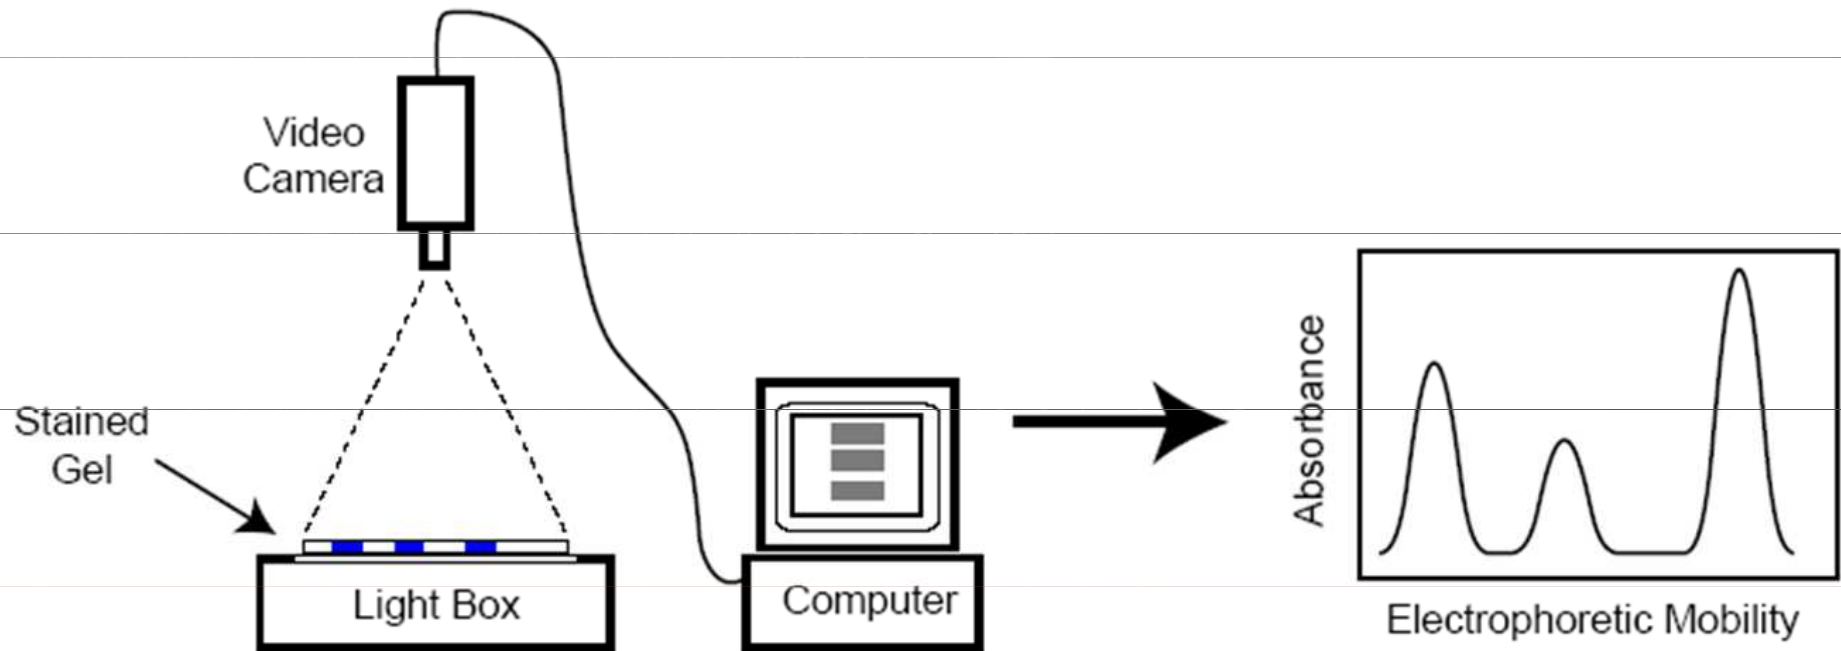 Video
Camera
Stained
Gel
Light Box
Computer
Absorbance
Electrophoretic Mobility